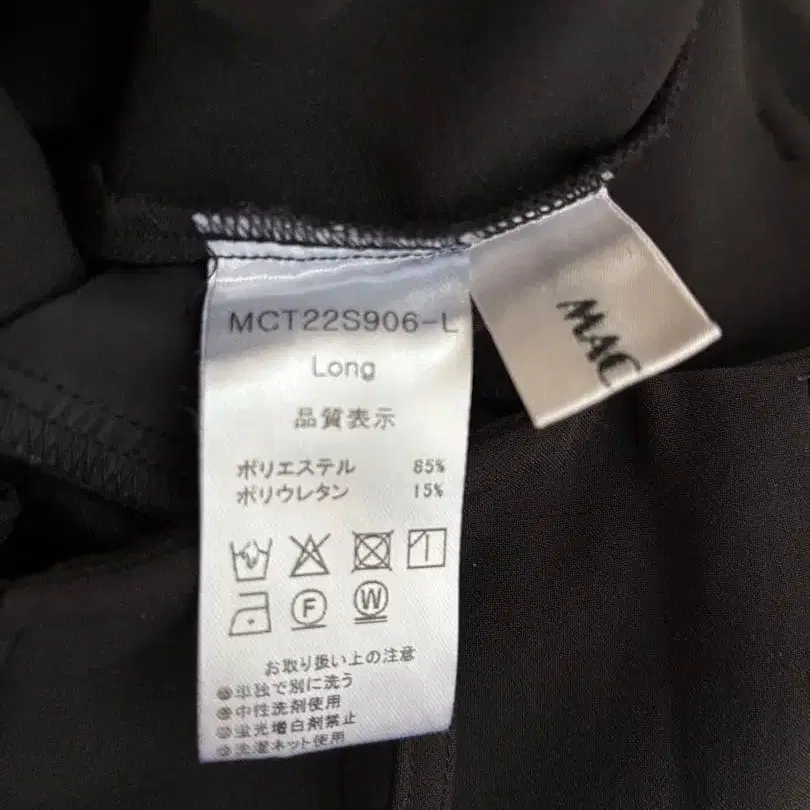 MCT22S906-L
Long
品質表示
ポリエステル 85%
ポリウレタン 15%
F W
お取り扱い上の注意
単独で別に洗う
中性洗剤使用
蛍光増白剤禁止
洗濯ネット使用
MAC